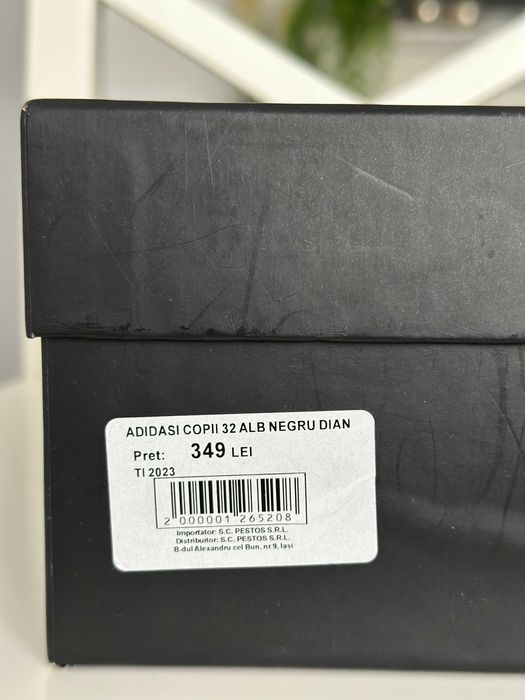 ADIDASI COPII 32 ALB NEGRU DIAN
Pret: 349 LEI
TI 2023
2 000001 265208
Importator: S.C. PESTOS S.R.L.
Distribuitor: S.C. PESTOS S.R.L.
B-dul Alexandru cel Bun, nr.9, Iasi